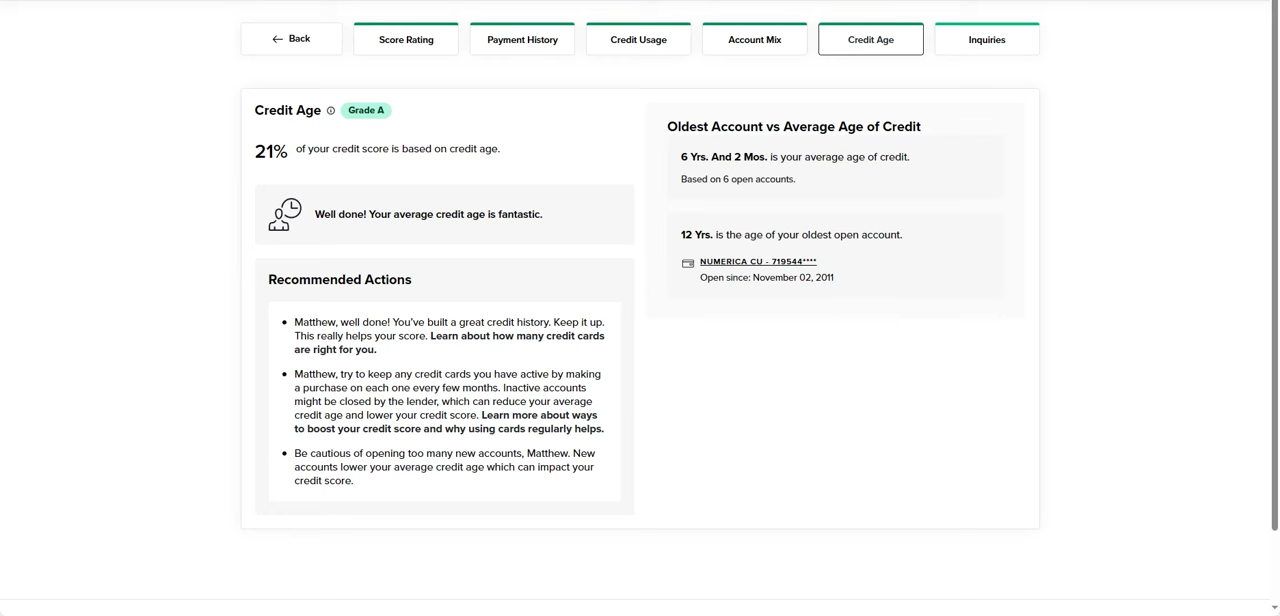 Back
Score Rating
Payment History
Credit Usage
Account Mix
Credit Age
Inquiries
Credit Age
Grade A
21% of your credit score is based on credit age.
Well done! Your average credit age is fantastic.
Recommended Actions
• Matthew, well done! You've built a great credit history. Keep it up.
This really helps your score. Learn about how many credit cards
are right for you.
• Matthew, try to keep any credit cards you have active by making
a purchase on each one every few months. Inactive accounts
might be closed by the lender, which can reduce your average
credit age and lower your credit score. Learn more about ways
to boost your credit score and why using cards regularly helps.
• Be cautious of opening too many new accounts, Matthew. New
accounts lower your average credit age which can impact your
credit score.
Oldest Account vs Average Age of Credit
6 Yrs. And 2 Mos. is your average age of credit.
Based on 6 open accounts.
12 Yrs. is the age of your oldest open account.
NUMERICA CU - 719544****
Open since: November 02, 2011